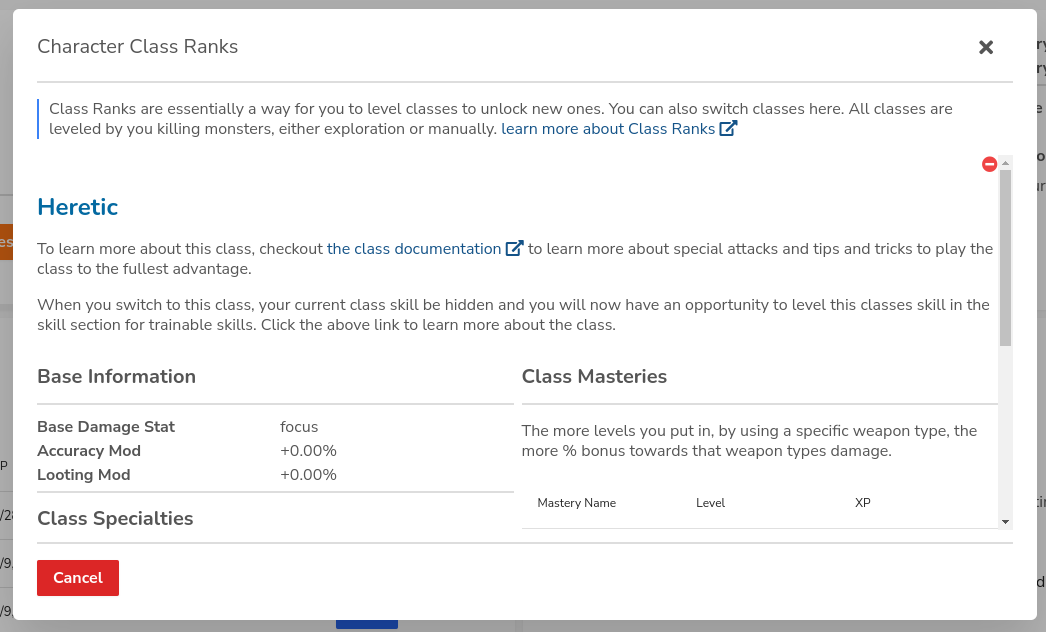 Character Class Ranks
Class Ranks are essentially a way for you to level classes to unlock new ones. You can also switch classes here. All classes are
leveled by you killing monsters, either exploration or manually. learn more about Class Ranks
Heretic
To learn more about this class, checkout the class documentation to learn more about special attacks and tips and tricks to play the
class to the fullest advantage.
When you switch to this class, your current class skill be hidden and you will now have an opportunity to level this classes skill in the
skill section for trainable skills. Click the above link to learn more about the class.
Base Information
Base Damage Stat focus
Accuracy Mod +0.00%
Looting Mod +0.00%
Class Specialties
Class Masteries
The more levels you put in, by using a specific weapon type, the
more % bonus towards that weapon types damage.
Mastery Name Level XP
Cancel